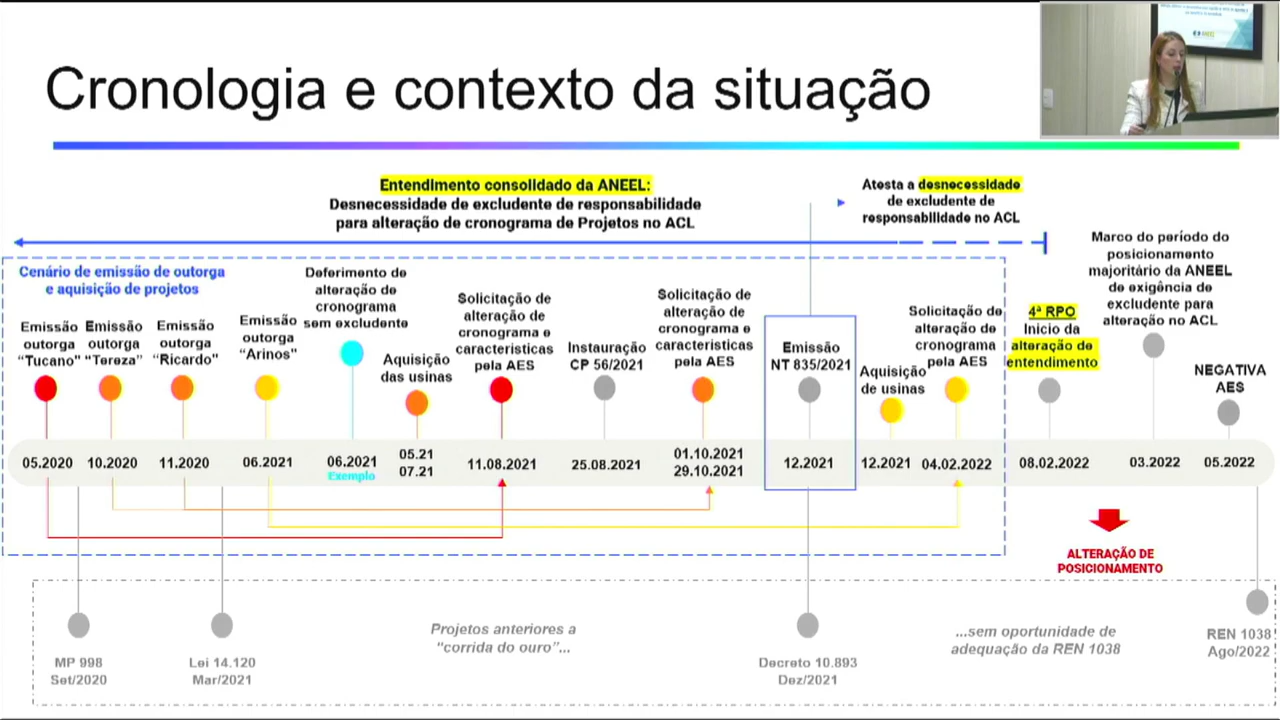 Cronologia e contexto da situação
Entendimento consolidado da ANEEL:
Desnecessidade de excludente de responsabilidade
para alteração de cronograma de Projetos no ACL
Atesta a desnecessidade
de excludente de
responsabilidade no ACL
Cenário de emissão de outorga
e aquisição de projetos
Emissão
outorga
"Tucano"
Emissão
outorga
"Tereza"
Emissão
outorga
"Ricardo"
Emissão
outorga
"Arinos"
Deferimento de
alteração de
cronograma
sem excludente
Aquisição
das usinas
Solicitação de
alteração de
cronograma e
características
pela AES
Instauração
CP 56/2021
Solicitação de
alteração de
cronograma e
características
pela AES
Emissão
NT 835/2021
Aquisição
de usinas
Solicitação de
alteração de
cronograma
pela AES
4ª RPO
Inicio da
alteração de
entendimento
Marco do período do
posicionamento
majoritário da ANEEL
de exigência de
excludente para
alteração no ACL
NEGATIVA
AES
05.2020
10.2020
11.2020
06.2021
06.2021
Exemplo
05.21
07.21
11.08.2021
25.08.2021
01.10.2021
29.10.2021
12.2021
12.2021
04.02.2022
08.02.2022
03.2022
05.2022
ALTERAÇÃO DE
POSICIONAMENTO
MP 998
Set/2020
Lei 14.120
Mar/2021
Projetos anteriores a
"corrida do ouro"...
Decreto 10.893
Dez/2021
...sem oportunidade de
adequação da REN 1038
REN 1038
Ago/2022
ANEEL